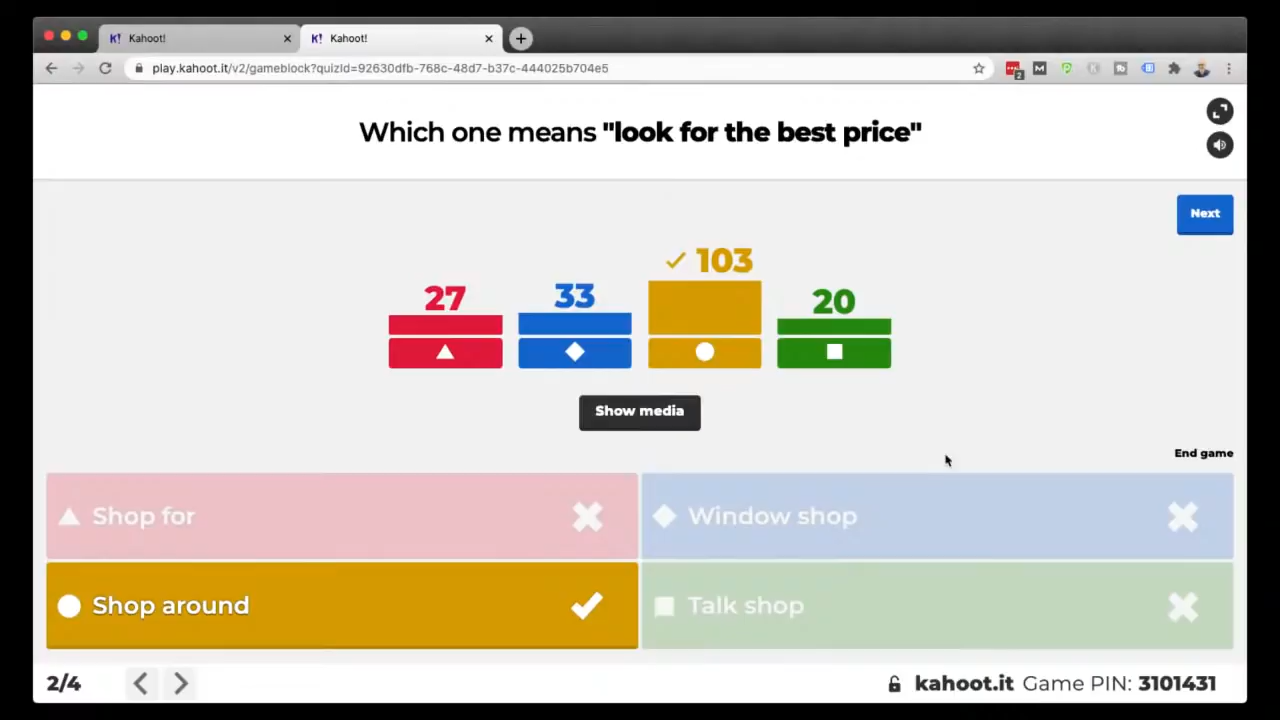 K! Kahoot!
K! Kahoot!
play.kahoot.it/v2/gameblock?quizId=92630dfb-768c-48d7-b37c-444025b704e5
2
Which one means "look for the best price"
Next
27
33
103
20
Show media
End game
Shop for
Window shop
Shop around
Talk shop
2/4
kahoot.it Game PIN: 3101431